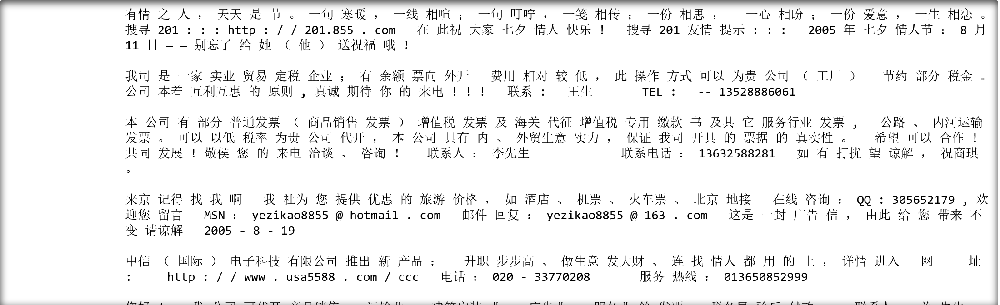 有情 之 人 ， 天天 是 节 。 一句 寒暖 ， 一线 相喧 ； 一句 叮咛 ， 一笺 相传 ； 一份 相思 ， 一心 相盼 ； 一份 爱意 ， 一生 相恋 。
搜寻 201 : : : http : / / 201.855 . com 在 此祝 大家 七夕 情人 快乐 ! 搜寻 201 友情 提示 : : : 2005 年 七夕 情人节 ： 8 月
11 日 — — 别忘了 给 她 （ 他 ） 送祝福 哦 !
我司 是 一家 实业 贸易 定税 企业 ； 有 余额 票向 外开 费用 相对 较 低 ， 此 操作 方式 可以 为贵 公司 （ 工厂 ） 节约 部分 税金 。
公司 本着 互利互惠 的 原则 , 真诚 期待 你 的 来电 ! ! ! 联系 : 王生 TEL : -- 13528886061
本 公司 有 部分 普通发票 （ 商品销售 发票 ） 增值税 发票 及 海关 代征 增值税 专用 缴款 书 及其 它 服务行业 发票 , 公路 、 内河运输
发票 。 可以 以低 税率 为贵 公司 代开 ， 本 公司 具有 内 、 外贸生意 实力 ， 保证 我司 开具 的 票据 的 真实性 。 希望 可以 合作 !
共同 发展 ! 敬侯 您 的 来电 洽谈 、 咨询 ! 联系人 ： 李先生 联系电话 ： 13632588281 如 有 打扰 望 谅解 ， 祝商琪
。
来京 记得 找 我 啊 我 社为 您 提供 优惠 的 旅游 价格 ， 如 酒店 、 机票 、 火车票 、 北京 地接 在线 咨询 ： QQ : 305652179 , 欢
迎您 留言 MSN ： yezikao8855 @ hotmail . com 邮件 回复 ： yezikao8855 @ 163 . com 这是 一封 广告 信 ， 由此 给 您 带来 不
变 请谅解 2005 - 8 - 19
中信 （ 国际 ） 电子科技 有限公司 推出 新 产品 ： 升职 步步高 、 做生意 发大财 、 连 找 情人 都 用 的 上 ， 详情 进入 网 址
: http : / / www . usa5588 . com / ccc 电话 ： 020 - 33770208 服务 热线 ： 013650852999